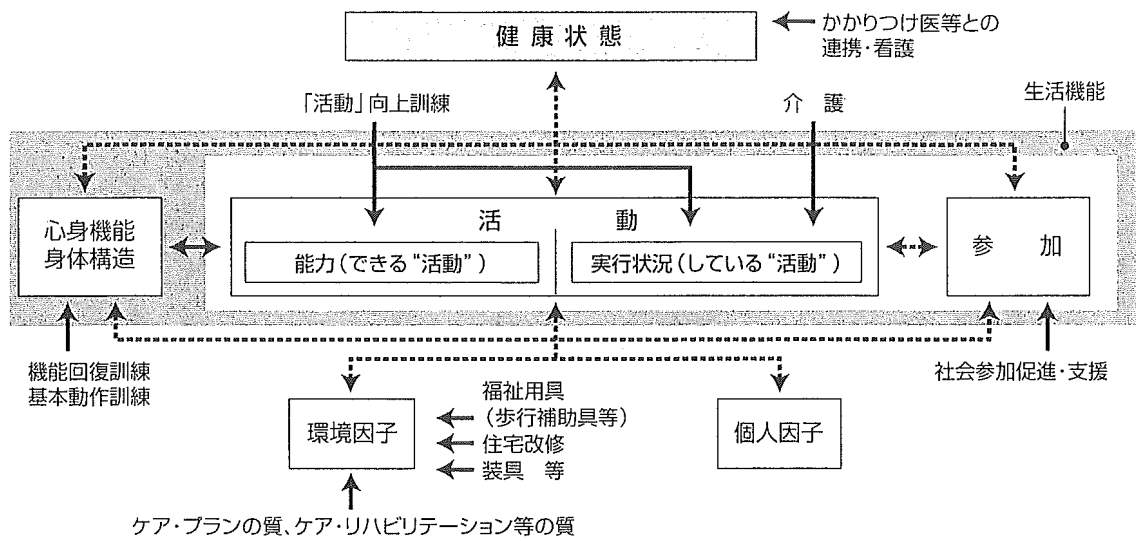 健康状態
かかりつけ医等との
連携・看護
「活動」向上訓練
介 護
生活機能
心身機能
身体構造
活 動
能力(できる“活動”)
実行状況(している“活動”)
参 加
機能回復訓練
基本動作訓練
社会参加促進・支援
環境因子
福祉用具
(歩行補助具等)
住宅改修
装具 等
個人因子
ケア・プランの質、ケア・リハビリテーション等の質